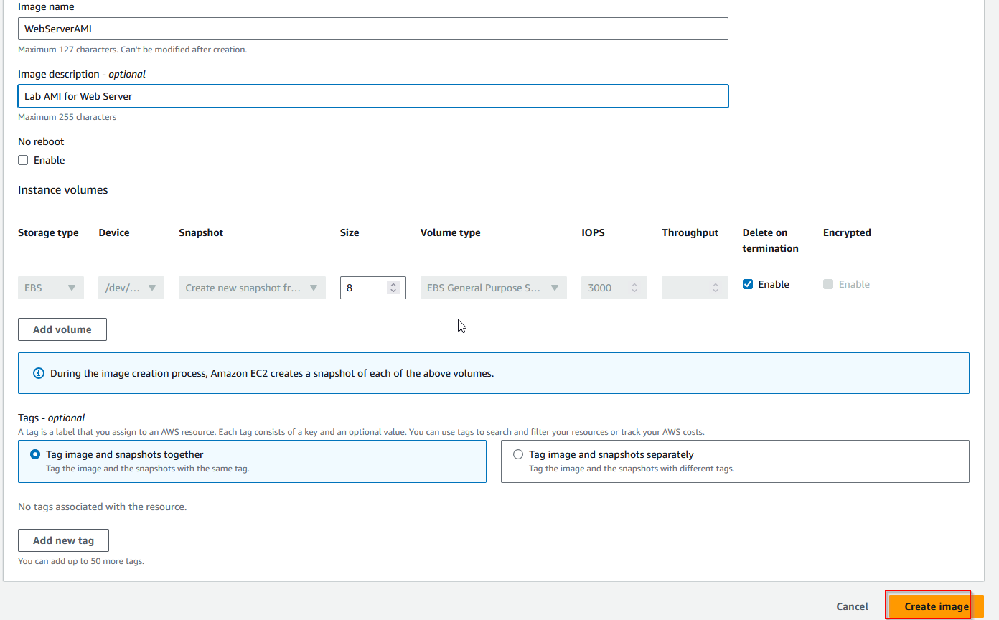 Image name
WebServerAMI
Maximum 127 characters. Can't be modified after creation.
Image description - optional
Lab AMI for Web Server
Maximum 255 characters
No reboot
Enable
Instance volumes
Storage type Device Snapshot Size Volume type IOPS Throughput Delete on termination Encrypted
EBS /dev/... Create new snapshot fr... 8 EBS General Purpose S... 3000 Enable Enable
Add volume
During the image creation process, Amazon EC2 creates a snapshot of each of the above volumes.
Tags - optional
A tag is a label that you assign to an AWS resource. Each tag consists of a key and an optional value. You can use tags to search and filter your resources or track your AWS costs.
Tag image and snapshots together
Tag the image and the snapshots with the same tag.
Tag image and snapshots separately
Tag the image and the snapshots with different tags.
No tags associated with the resource.
Add new tag
You can add up to 50 more tags.
Cancel Create image